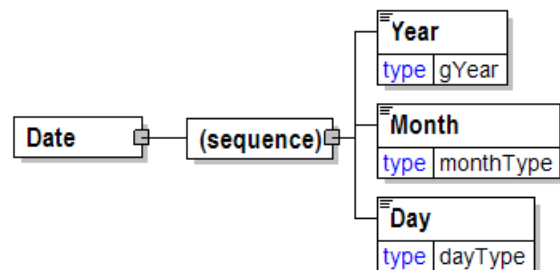 Year
type gYear
Date
(sequence)
Month
type monthType
Day
type dayType